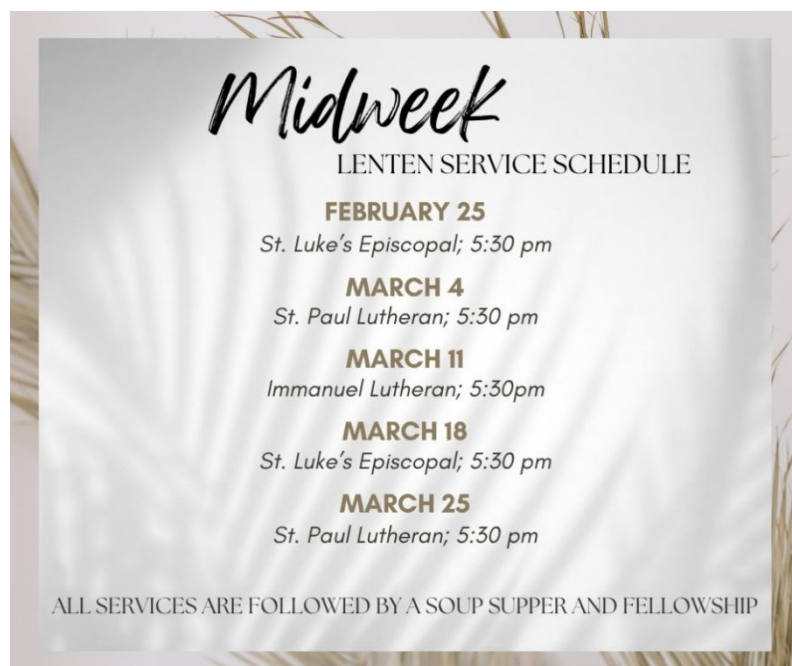 Midweek
LENTEN SERVICE SCHEDULE
FEBRUARY 25
St. Luke's Episcopal; 5:30 pm
MARCH 4
St. Paul Lutheran; 5:30 pm
MARCH 11
Immanuel Lutheran; 5:30pm
MARCH 18
St. Luke's Episcopal; 5:30 pm
MARCH 25
St. Paul Lutheran; 5:30 pm
ALL SERVICES ARE FOLLOWED BY A SOUP SUPPER AND FELLOWSHIP